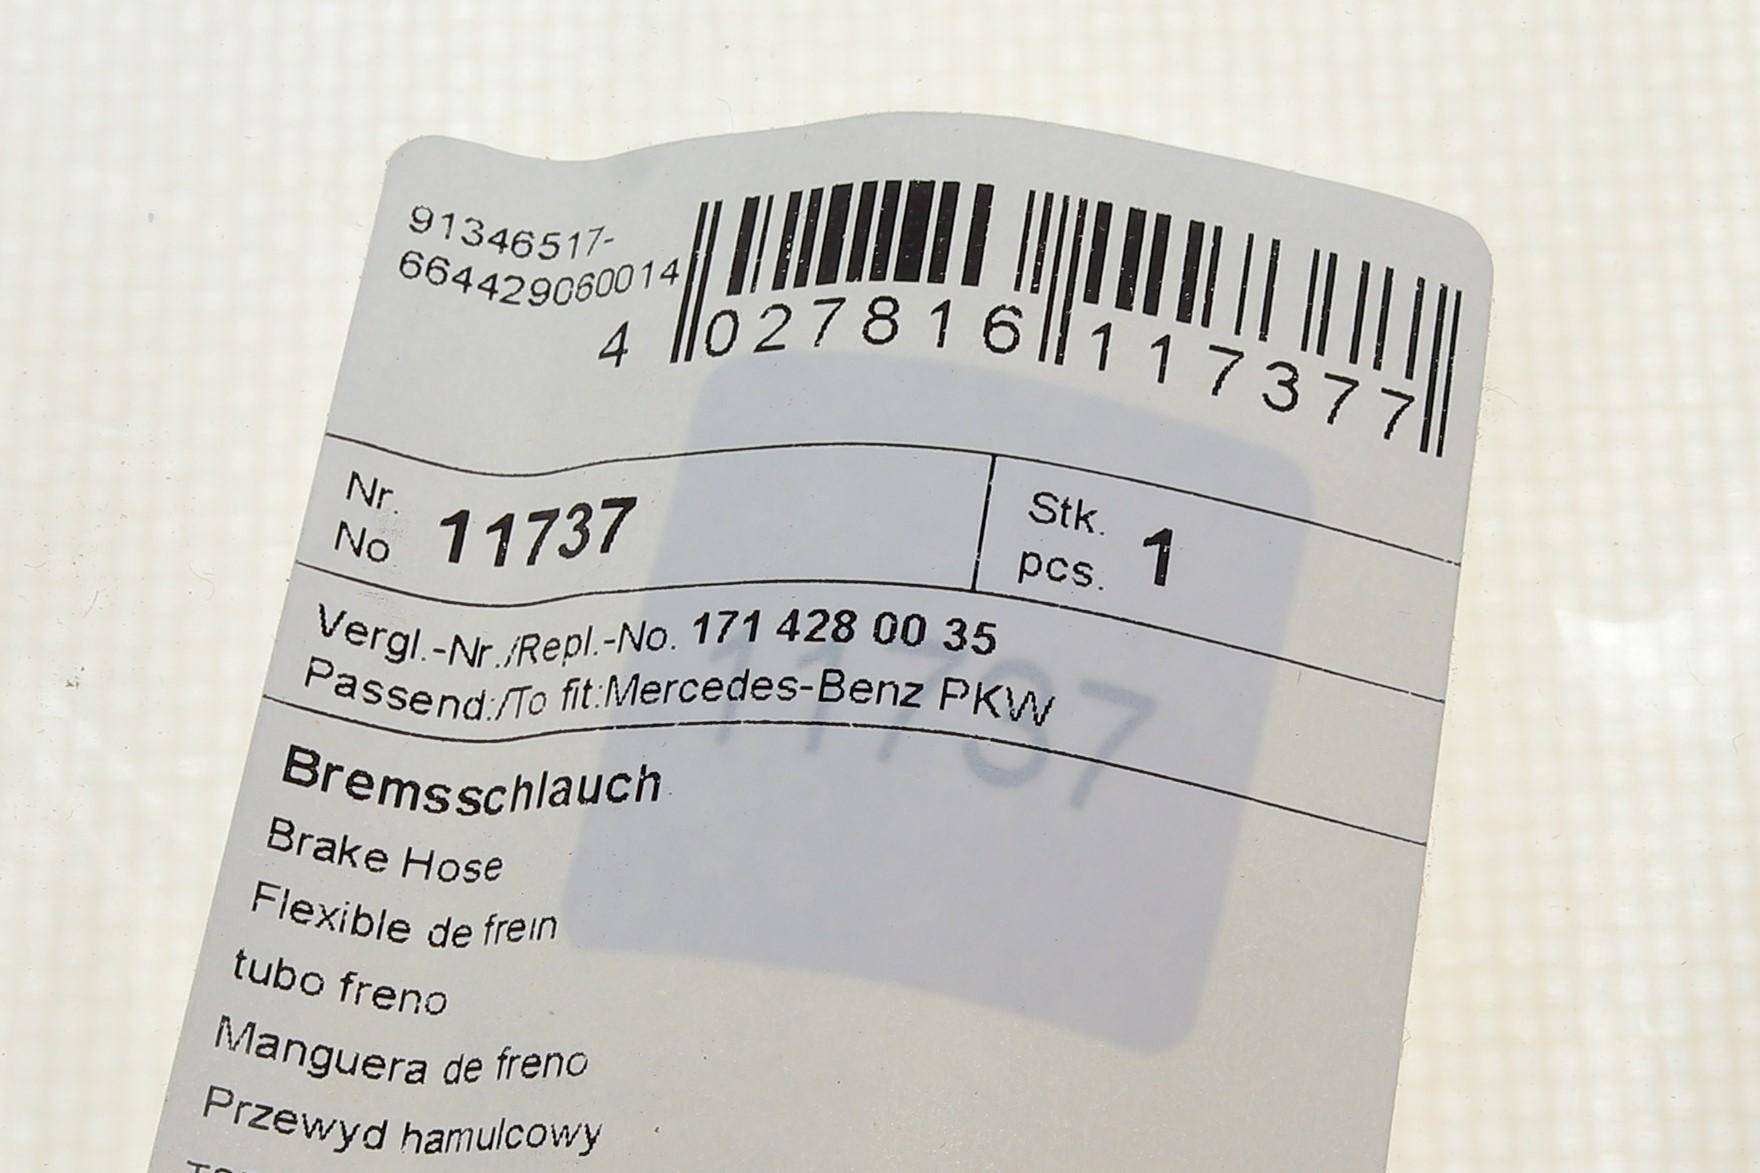 91346517-
664429060014
4 027816 117377
Nr.
No 11737
Stk.
pcs. 1
Vergl.-Nr./Repl.-No. 171 428 00 35
Passend:/To fit:Mercedes-Benz PKW
11737
Bremsschlauch
Brake Hose
Flexible de frein
tubo freno
Manguera de freno
Przewyd hamulcowy